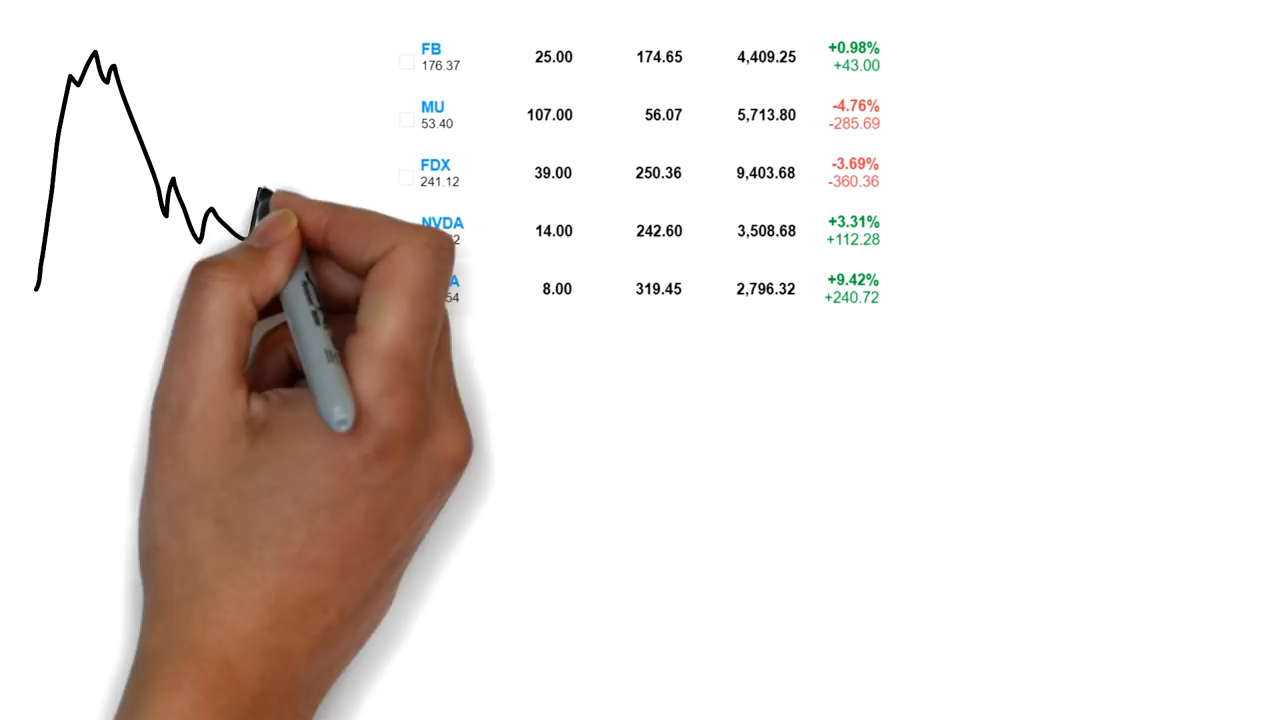 FB 25.00 174.65 4,409.25 +0.98%
176.37 +43.00
MU 107.00 56.07 5,713.80 -4.76%
53.40 -285.69
FDX 39.00 250.36 9,403.68 -3.69%
241.12 -360.36
NVDA 14.00 242.60 3,508.68 +3.31%
+112.28
8.00 319.45 2,796.32 +9.42%
+240.72